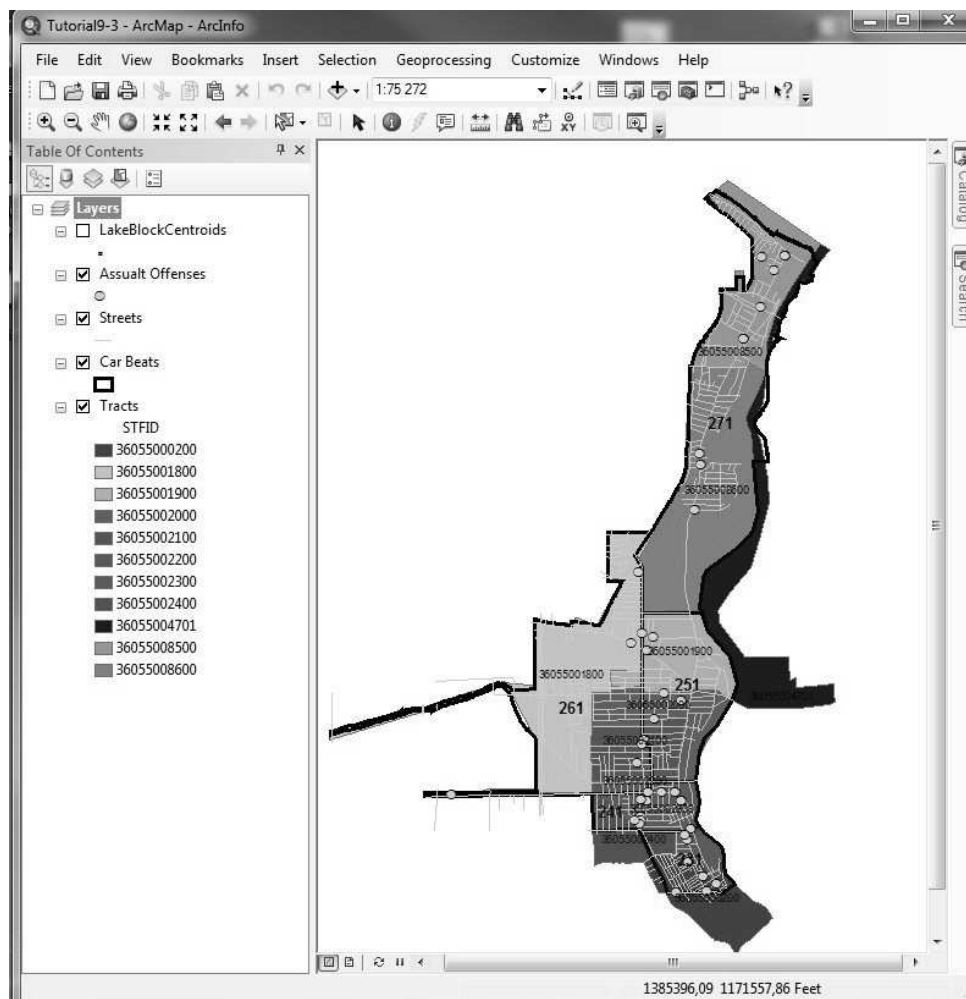 Tutorial9-3 - ArcMap - ArcInfo
File Edit View Bookmarks Insert Selection Geoprocessing Customize Windows Help
1:75 272
Table Of Contents
Layers
LakeBlockCentroids
Assualt Offenses
Streets
Car Beats
Tracts
STFID
36055000200
36055001800
36055001900
36055002000
36055002100
36055002200
36055002300
36055002400
36055004701
36055008500
36055008600
Catalog
Search
36055008500
271
36055008600
36055001900
36055001800
251
261
241
1385396,09 1171557,86 Feet